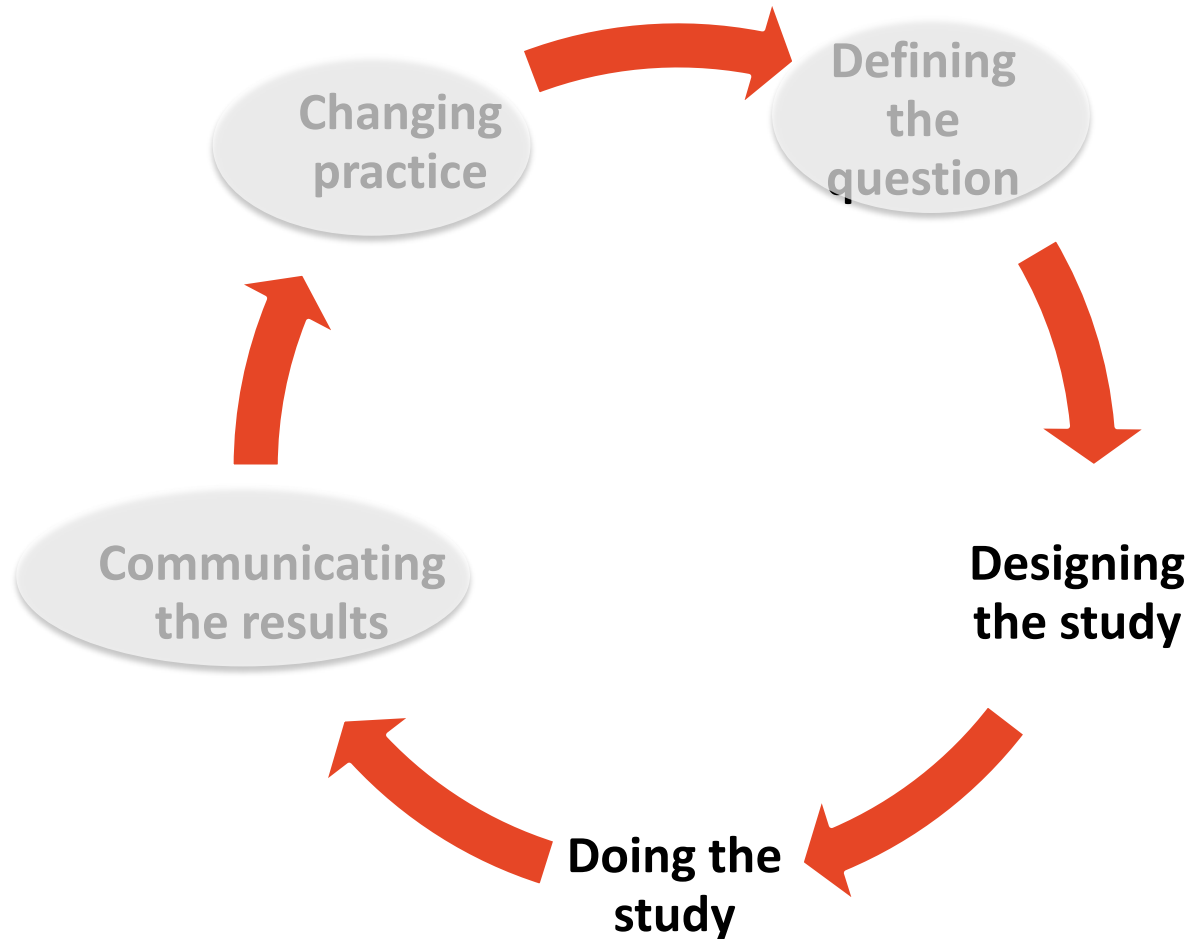 Changing
practice
Defining
the
question
Designing
the study
Doing the
study
Communicating
the results